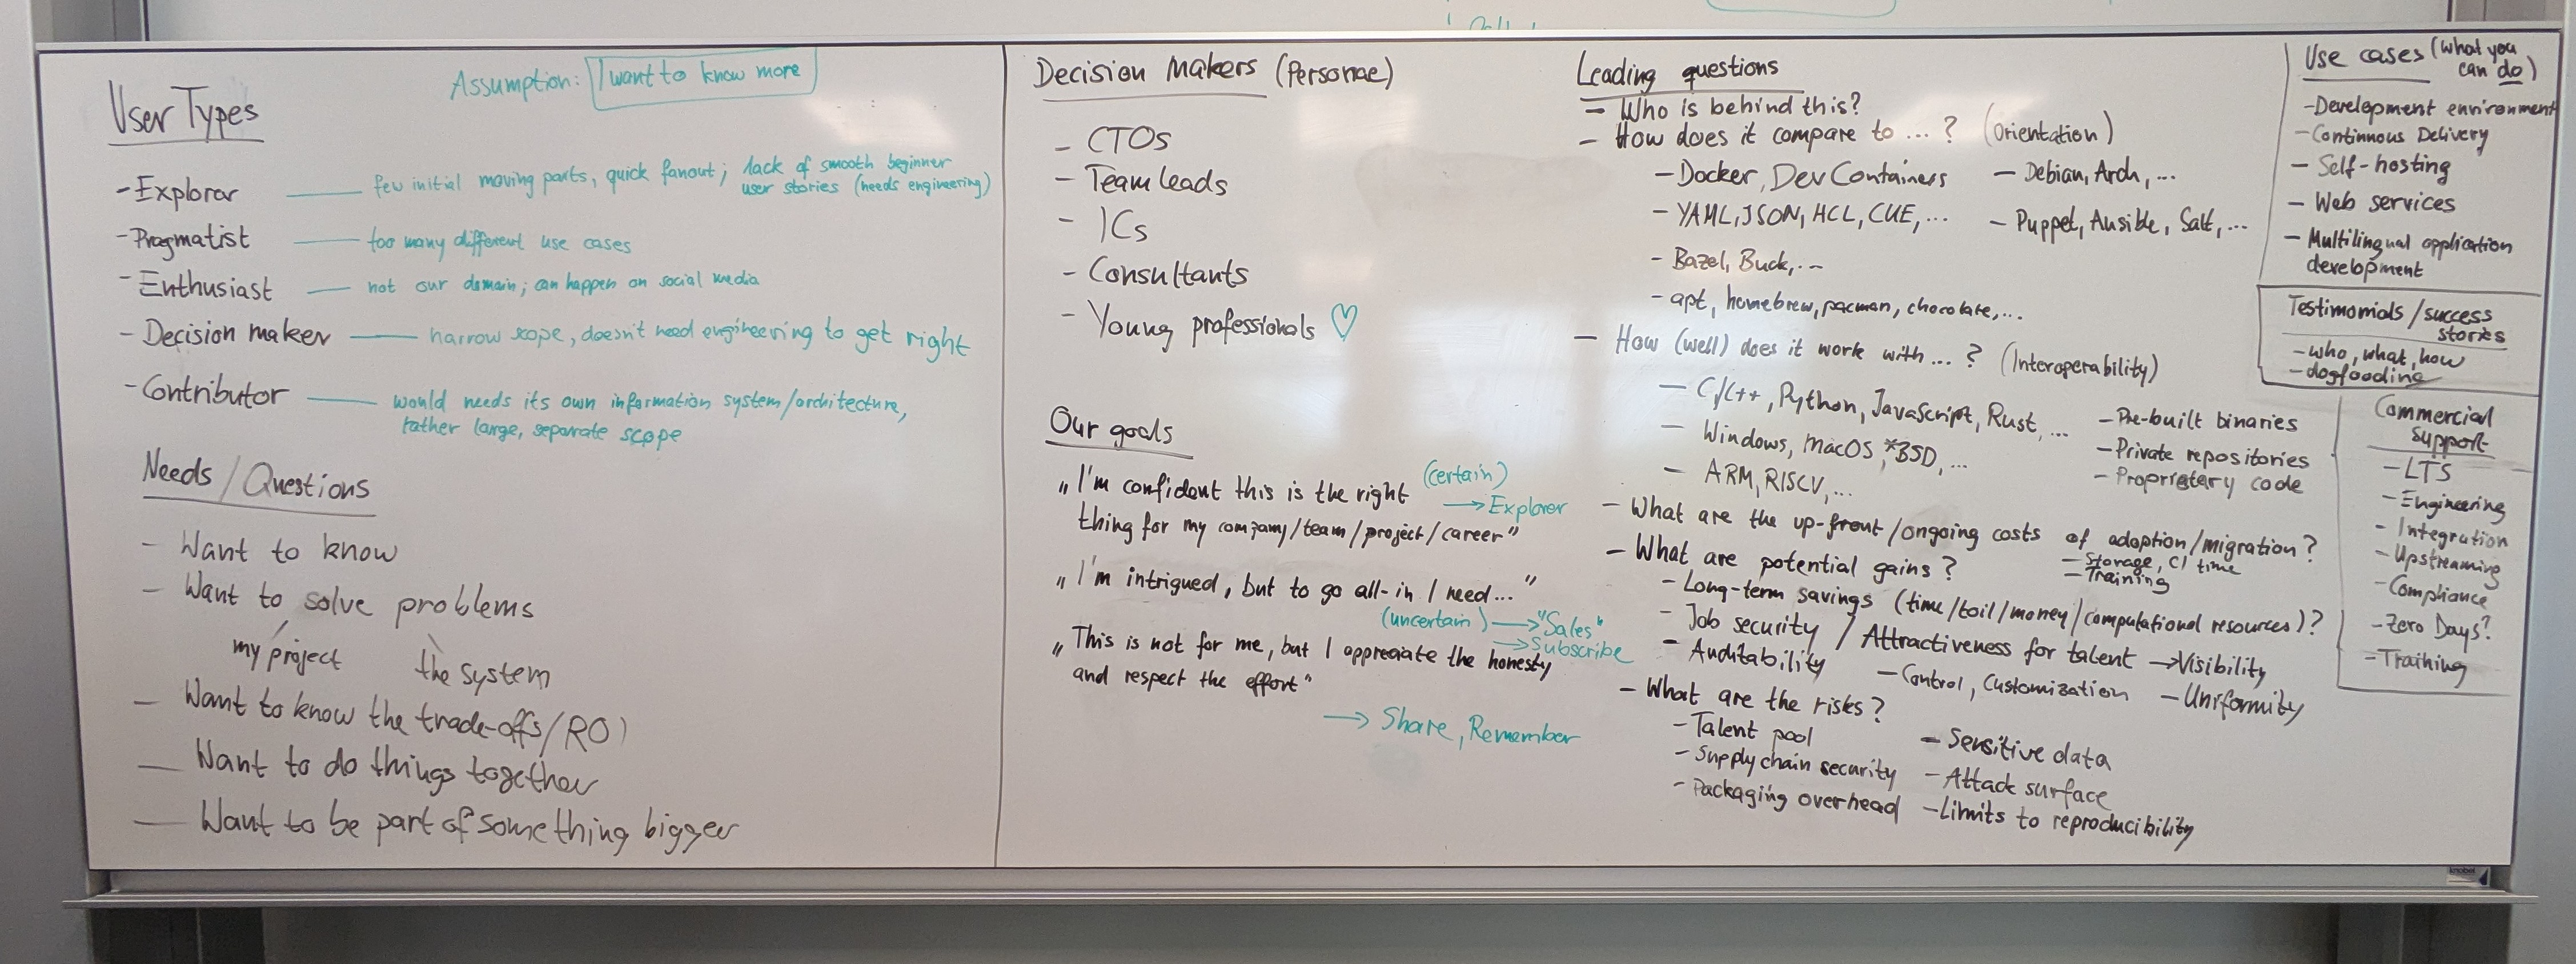 Assumption: I want to know more
User Types
- Explorer — few initial moving parts, quick fanout; lack of smooth beginner
user stories (needs engineering)
- Pragmatist — too many different use cases
- Enthusiast — not our domain; can happen on social media
- Decision maker — harrow scope, doesn't need engineering to get right
- Contributor — would needs its own information system/architecture,
rather large, separate scope
Needs/Questions
- Want to know
- Want to solve problems
my project
the system
- Want to know the trade-offs/ROI
- Want to do things together
- Want to be part of something bigger
Decision Makers (Personae)
- CTOs
- Team leads
- ICs
- Consultants
- Young professionals ♡
Our goals
„I'm confident this is the right (certain)
→ Explorer
thing for my company/team/project/career"
„I'm intrigued, but to go all-in I need..."
(uncertain) → "Sales"
→ Subscribe
„This is not for me, but I appreciate the honesty
and respect the effort"
→ Share, Remember
Leading questions
- Who is behind this?
- How does it compare to ... ? (Orientation)
- Docker, DevContainers
- Debian, Arch, ...
- YAML, JSON, HCL, CUE, ...
- Puppet, Ansible, Salt, ...
- Bazel, Buck, ...
- apt, homebrew, pacman, chocolate, ...
- How (well) does it work with ... ? (Interoperability)
- C/C++, Python, JavaScript, Rust, ...
- Windows, macOS, *BSD, ...
- ARM, RISCV, ...
- Pre-built binaries
- Private repositories
- Proprietary code
- What are the up-front/ongoing costs of adoption/migration?
- Storage, CI time
- Training
- What are potential gains?
- Long-term savings (time/toil/money/computational resources)?
- Job security / Attractiveness for talent → Visibility
- Auditability - Control, Customization - Uniformity
- What are the risks?
- Talent pool
- Supply chain security
- Packaging overhead
- Sensitive data
- Attack surface
- Limits to reproducibility
Use cases (what you
can do)
- Development environment
- Continuous Delivery
- Self-hosting
- Web services
- Multilingual application
development
Testimonials/success
stories
- who, what, how
- dogfooding
Commercial
support
- LTS
- Engineering
- Integration
- Upstreaming
- Compliance
- Zero Days?
- Training
knobel